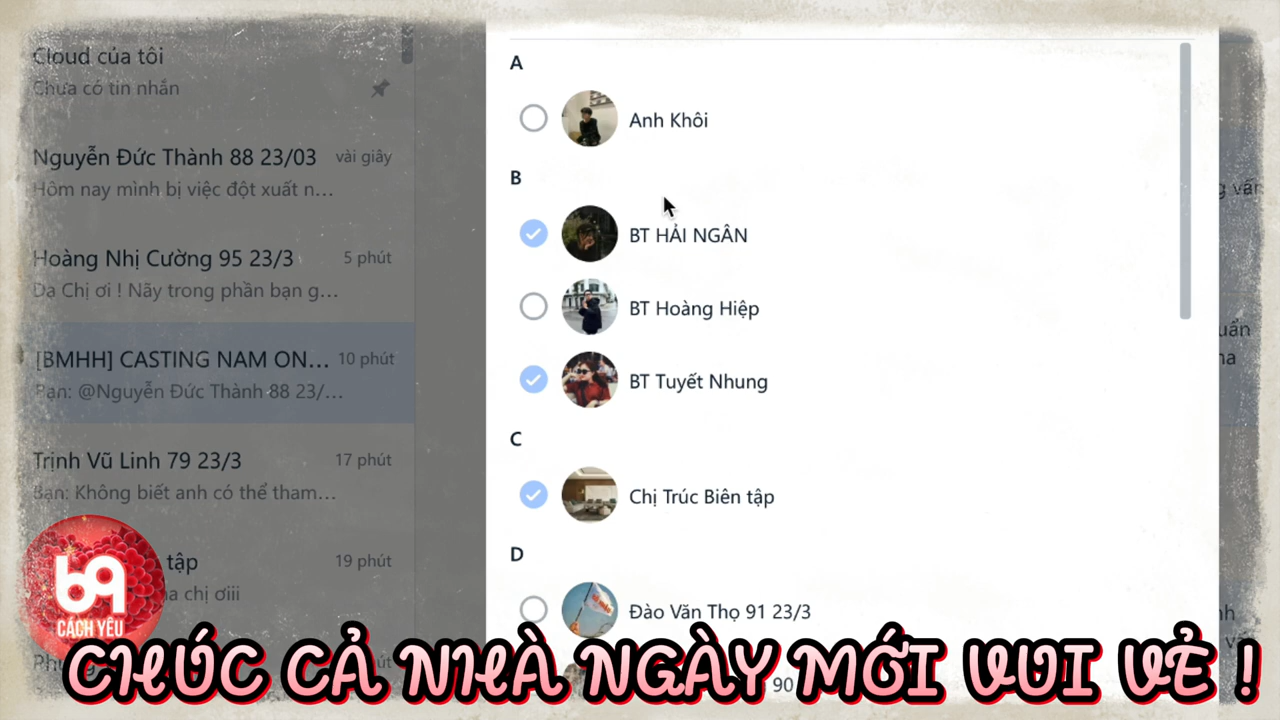 Cloud của tôi
Chưa có tin nhắn
Nguyễn Đức Thành 88 23/03 vài giây
Hôm nay mình bị việc đột xuất n...
Hoàng Nhị Cường 95 23/3 5 phút
Dạ Chị ơi ! Nãy trong phần bạn g...
[BMHH] CASTING NAM ON... 10 phút
Bạn: @Nguyễn Đức Thành 88 23/...
Trịnh Vũ Linh 79 23/3 17 phút
Bạn: Không biết anh có thể tham...
tập 19 phút
chị ơiii
A
Anh Khôi
B
BT HẢI NGÂN
BT Hoàng Hiệp
BT Tuyết Nhung
C
Chị Trúc Biên tập
D
Đào Văn Thọ 91 23/3
90
69
CÁCH YÊU
CHÚC CẢ NHÀ NGÀY MỚI VUI VẺ !